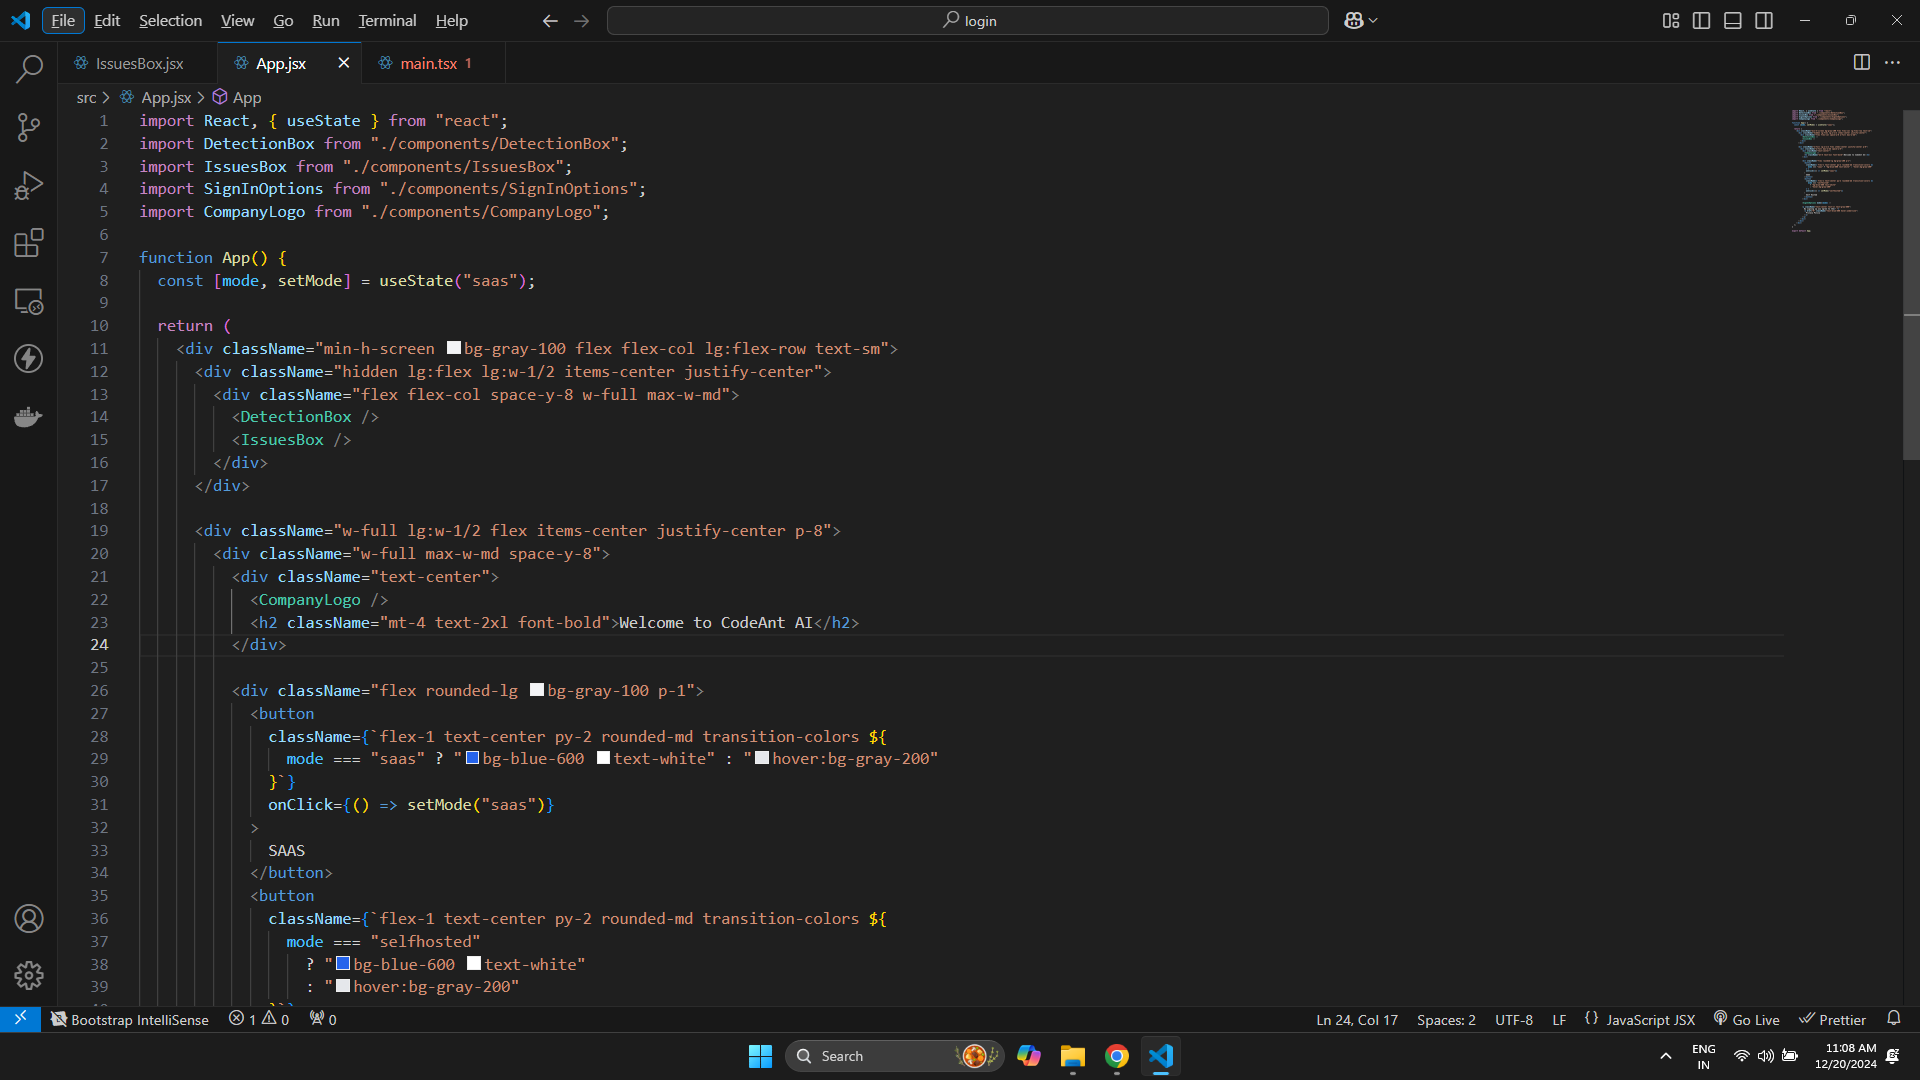 File Edit Selection View Go Run Terminal Help
login
IssuesBox.jsx
App.jsx
main.tsx 1
src > App.jsx > App
1 import React, { useState } from "react";
2 import DetectionBox from "./components/DetectionBox";
3 import IssuesBox from "./components/IssuesBox";
4 import SignInOptions from "./components/SignInOptions";
5 import CompanyLogo from "./components/CompanyLogo";
6
7 function App() {
8 const [mode, setMode] = useState("saas");
9
10 return (
11 <div className="min-h-screen bg-gray-100 flex flex-col lg:flex-row text-sm">
12 <div className="hidden lg:flex lg:w-1/2 items-center justify-center">
13 <div className="flex flex-col space-y-8 w-full max-w-md">
14 <DetectionBox />
15 <IssuesBox />
16 </div>
17 </div>
18
19 <div className="w-full lg:w-1/2 flex items-center justify-center p-8">
20 <div className="w-full max-w-md space-y-8">
21 <div className="text-center">
22 <CompanyLogo />
23 <h2 className="mt-4 text-2xl font-bold">Welcome to CodeAnt AI</h2>
24 </div>
25
26 <div className="flex rounded-lg bg-gray-100 p-1">
27 <button
28 className={`flex-1 text-center py-2 rounded-md transition-colors ${
29 mode === "saas" ? "bg-blue-600 text-white" : "hover:bg-gray-200"
30 }`}
31 onClick={() => setMode("saas")}
32 >
33 SAAS
34 </button>
35 <button
36 className={`flex-1 text-center py-2 rounded-md transition-colors ${
37 mode === "selfhosted"
38 ? "bg-blue-600 text-white"
39 : "hover:bg-gray-200"
Bootstrap IntelliSense 1 0 0 Ln 24, Col 17 Spaces: 2 UTF-8 LF {} JavaScript JSX Go Live Prettier
Search
ENG
IN
11:08 AM
12/20/2024